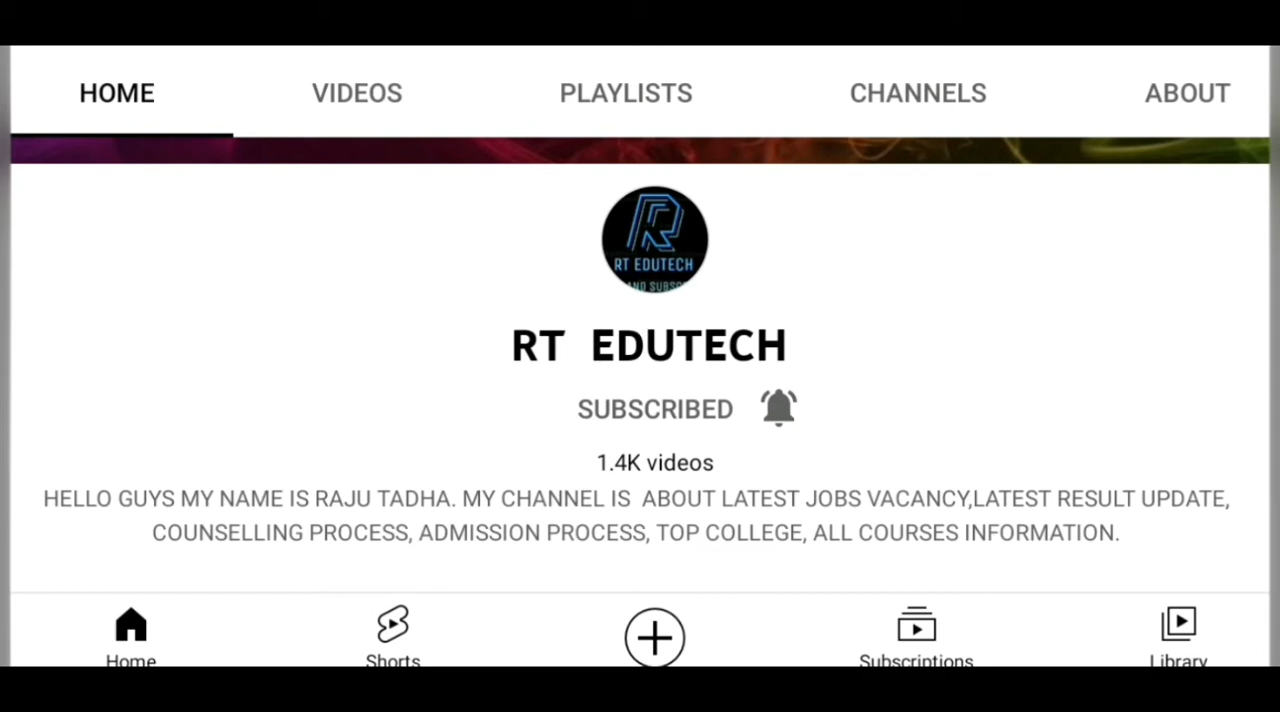 HOME VIDEOS PLAYLISTS CHANNELS ABOUT
RT EDUTECH
AND SUBSC
RT EDUTECH
SUBSCRIBED
1.4K videos
HELLO GUYS MY NAME IS RAJU TADHA. MY CHANNEL IS ABOUT LATEST JOBS VACANCY,LATEST RESULT UPDATE,
COUNSELLING PROCESS, ADMISSION PROCESS, TOP COLLEGE, ALL COURSES INFORMATION.
Home Shorts Subscriptions Library